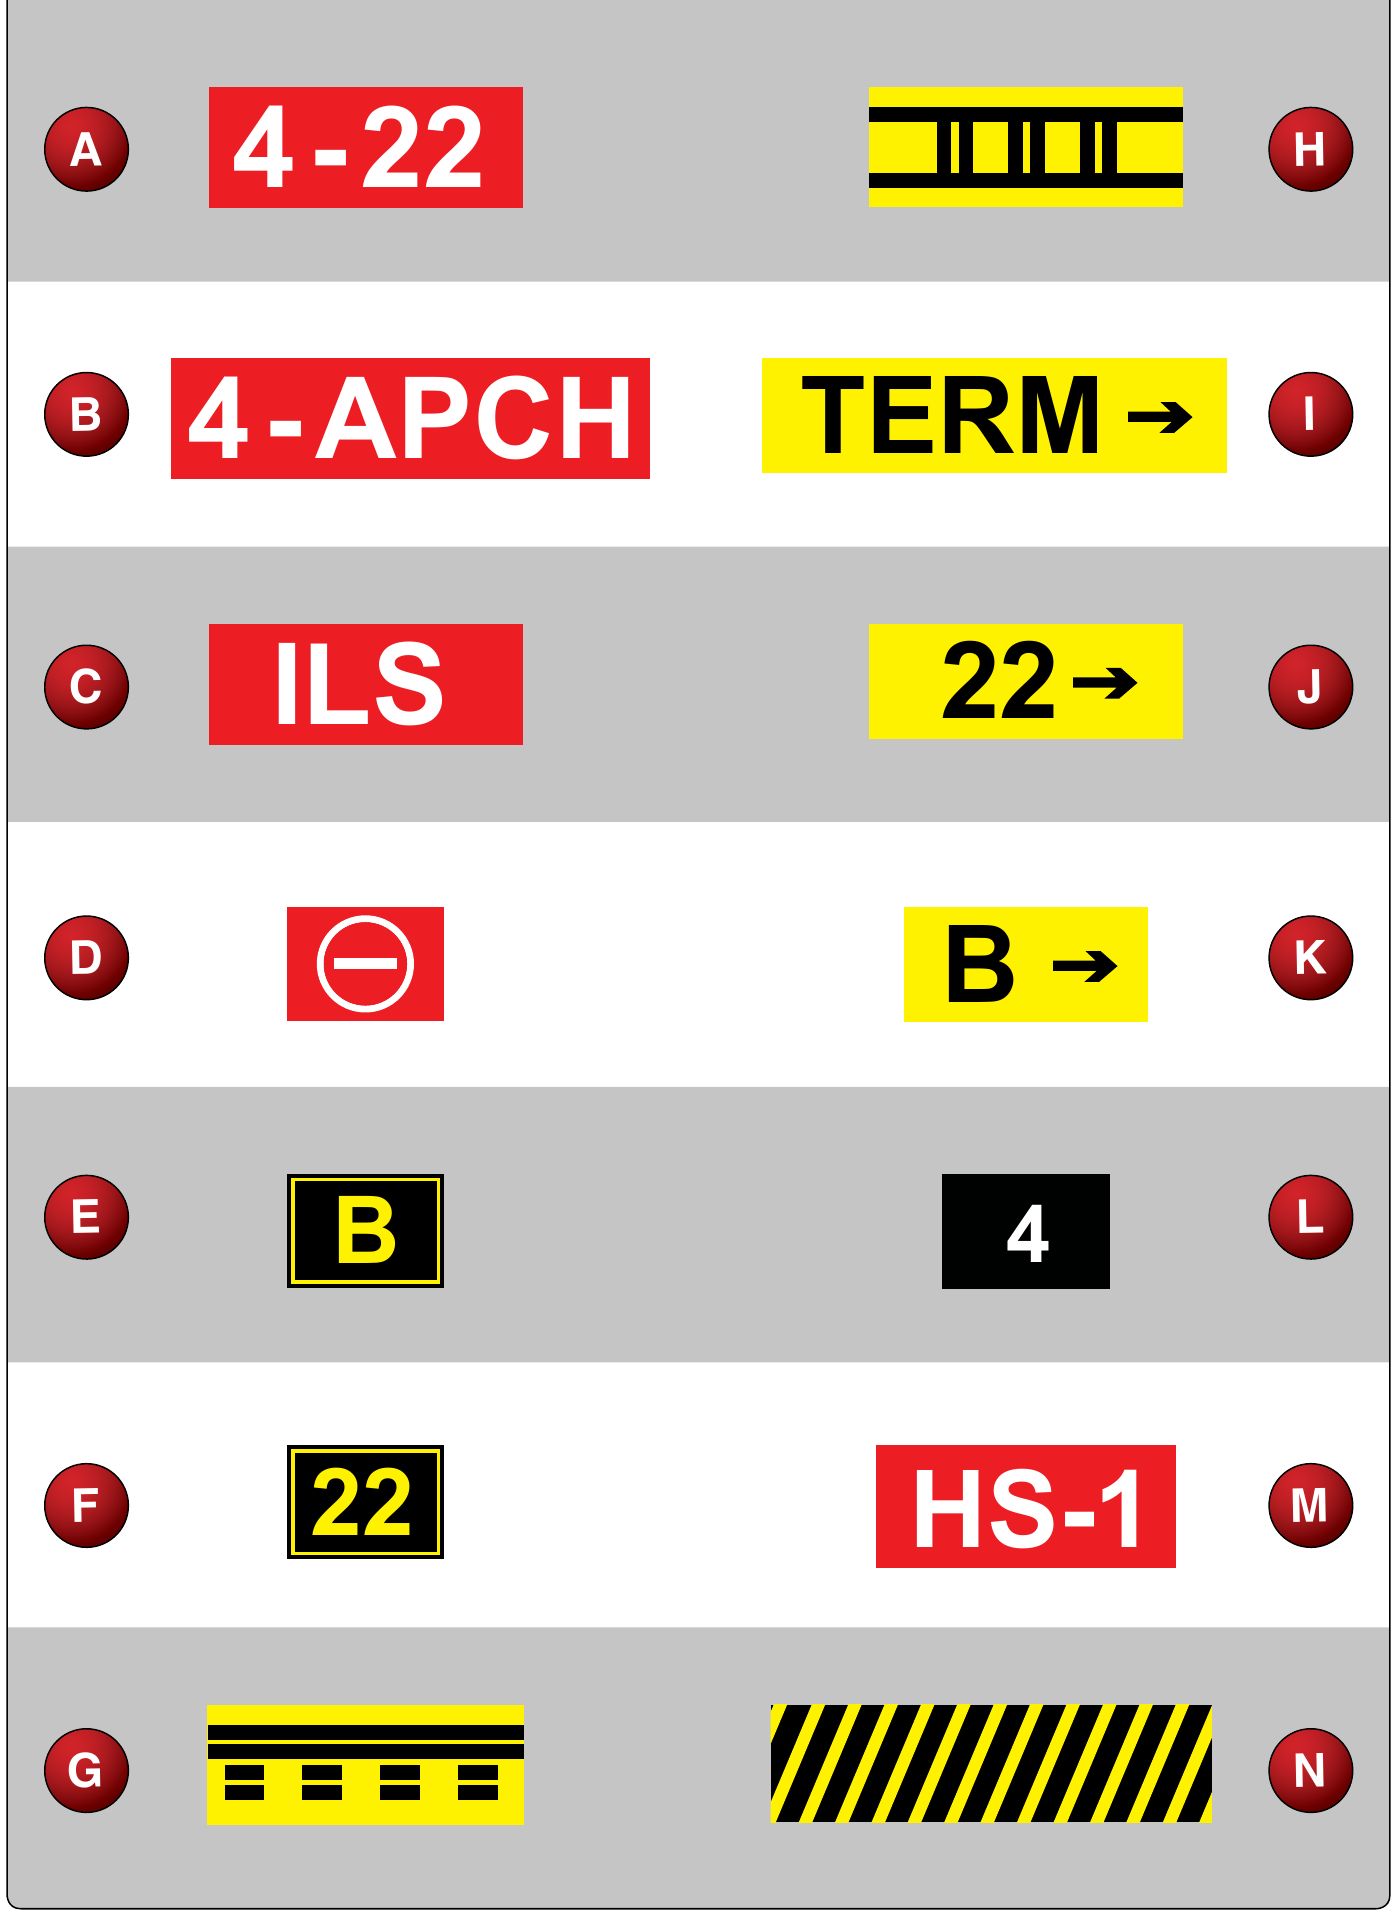 A 4-22 H
B 4-APCH TERM → I
C ILS 22→ J
D K B →
E B 4 L
F 22 HS-1 M
G N